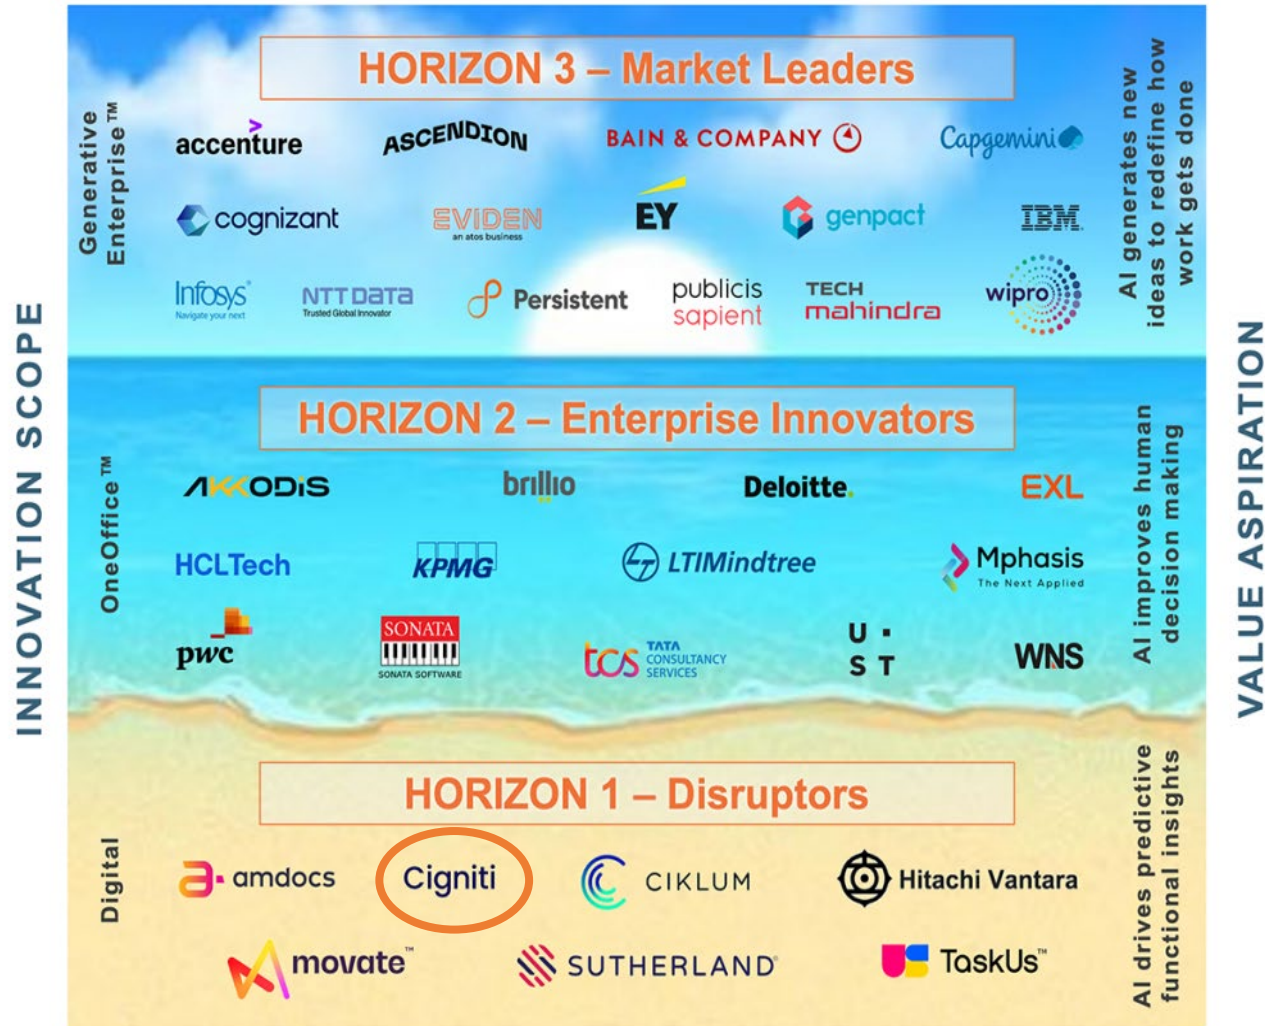 INNOVATION SCOPE
HORIZON 3 – Market Leaders
Generative
Enterprise™
accenture
ASCENDION
BAIN & COMPANY
Capgemini
cognizant
EVIDEN
an atos business
EY
genpact
IBM
Infosys®
Navigate your next
NTT DATA
Trusted Global Innovator
Persistent
publicis
sapient
TECH
mahindra
wipro
AI generates new
ideas to redefine how
work gets done
HORIZON 2 – Enterprise Innovators
OneOffice™
AKKODIS
brillio
Deloitte.
EXL
HCLTech
KPMG
LTIMindtree
Mphasis
The Next Applied
pwc
SONATA
SONATA SOFTWARE
tcs
TATA
CONSULTANCY
SERVICES
U ·
S T
WNS
AI improves human
decision making
HORIZON 1 – Disruptors
Digital
a· amdocs
Cigniti
CIKLUM
Hitachi Vantara
movate™
SUTHERLAND®
TaskUs™
AI drives predictive
functional insights
VALUE ASPIRATION